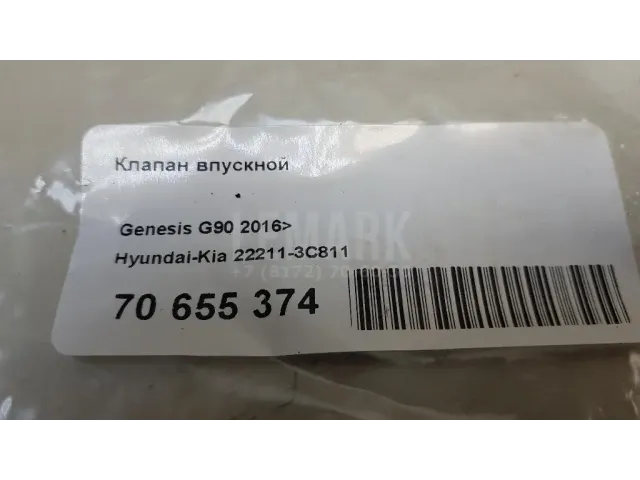 Клапан впускной
Genesis G90 2016>
Hyundai-Kia 22211-3C811
70 655 374